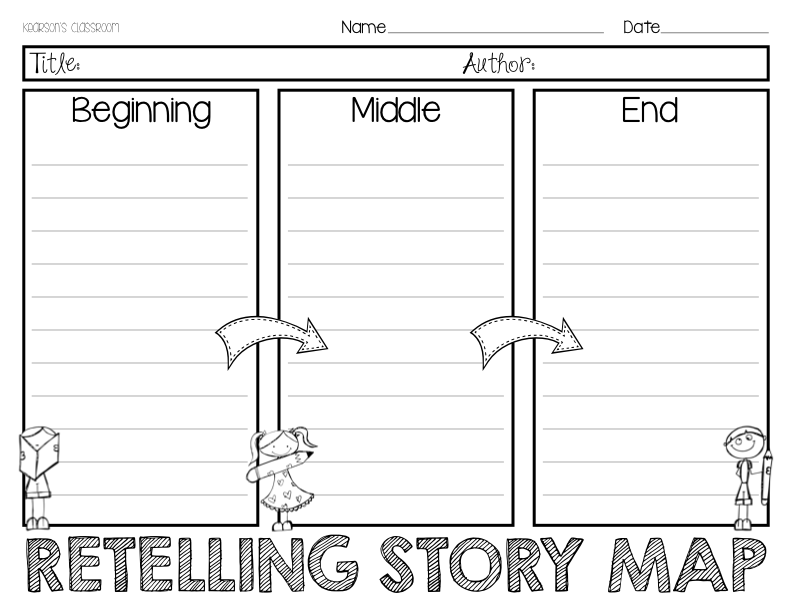 Kearson's Classroom Name Date
Title: Author:
Beginning Middle End
RETELLING STORY MAP